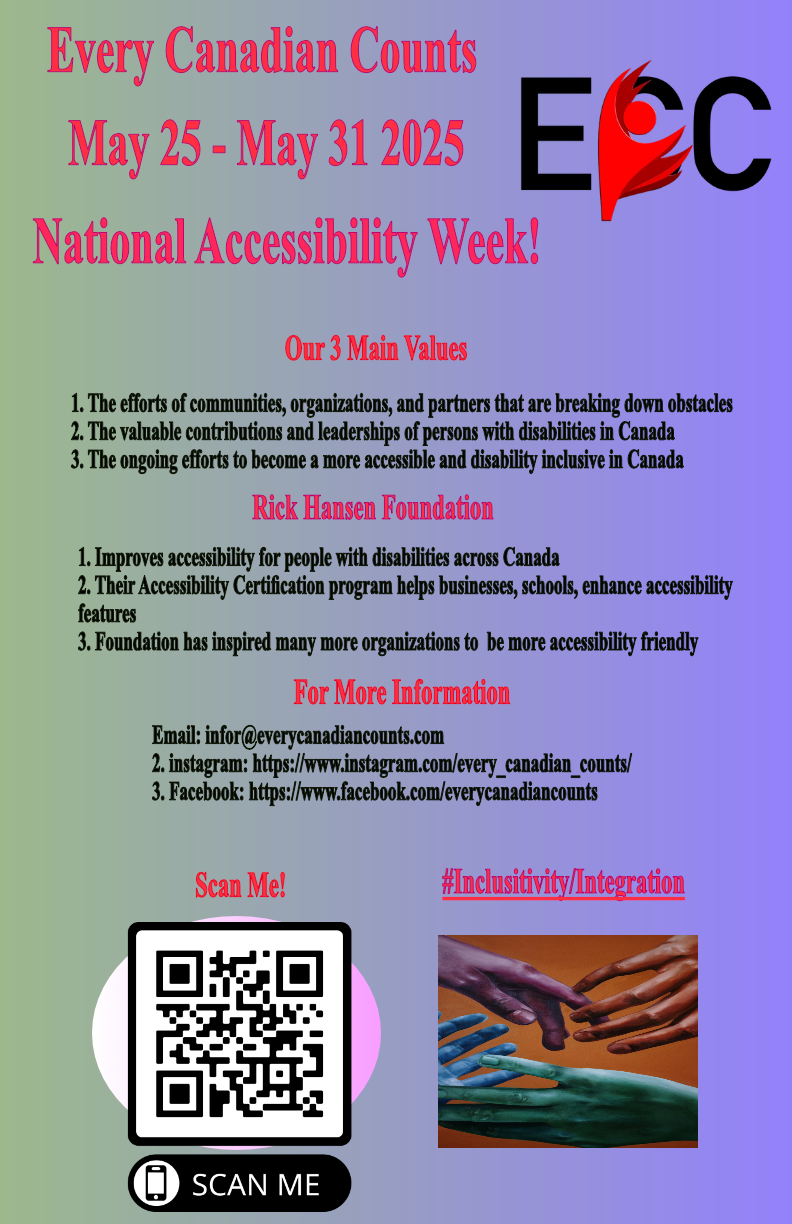 Every Canadian Counts
May 25 - May 31 2025
National Accessibility Week!
ECC
Our 3 Main Values
1. The efforts of communities, organizations, and partners that are breaking down obstacles
2. The valuable contributions and leaderships of persons with disabilities in Canada
3. The ongoing efforts to become a more accessible and disability inclusive in Canada
Rick Hansen Foundation
1. Improves accessibility for people with disabilities across Canada
2. Their Accessibility Certification program helps businesses, schools, enhance accessibility
features
3. Foundation has inspired many more organizations to  be more accessibility friendly
For More Information
Email: infor@everycanadiancounts.com
2. instagram: https://www.instagram.com/every_canadian_counts/
3. Facebook: https://www.facebook.com/everycanadiancounts
Scan Me!
#Inclusitivity/Integration
SCAN ME